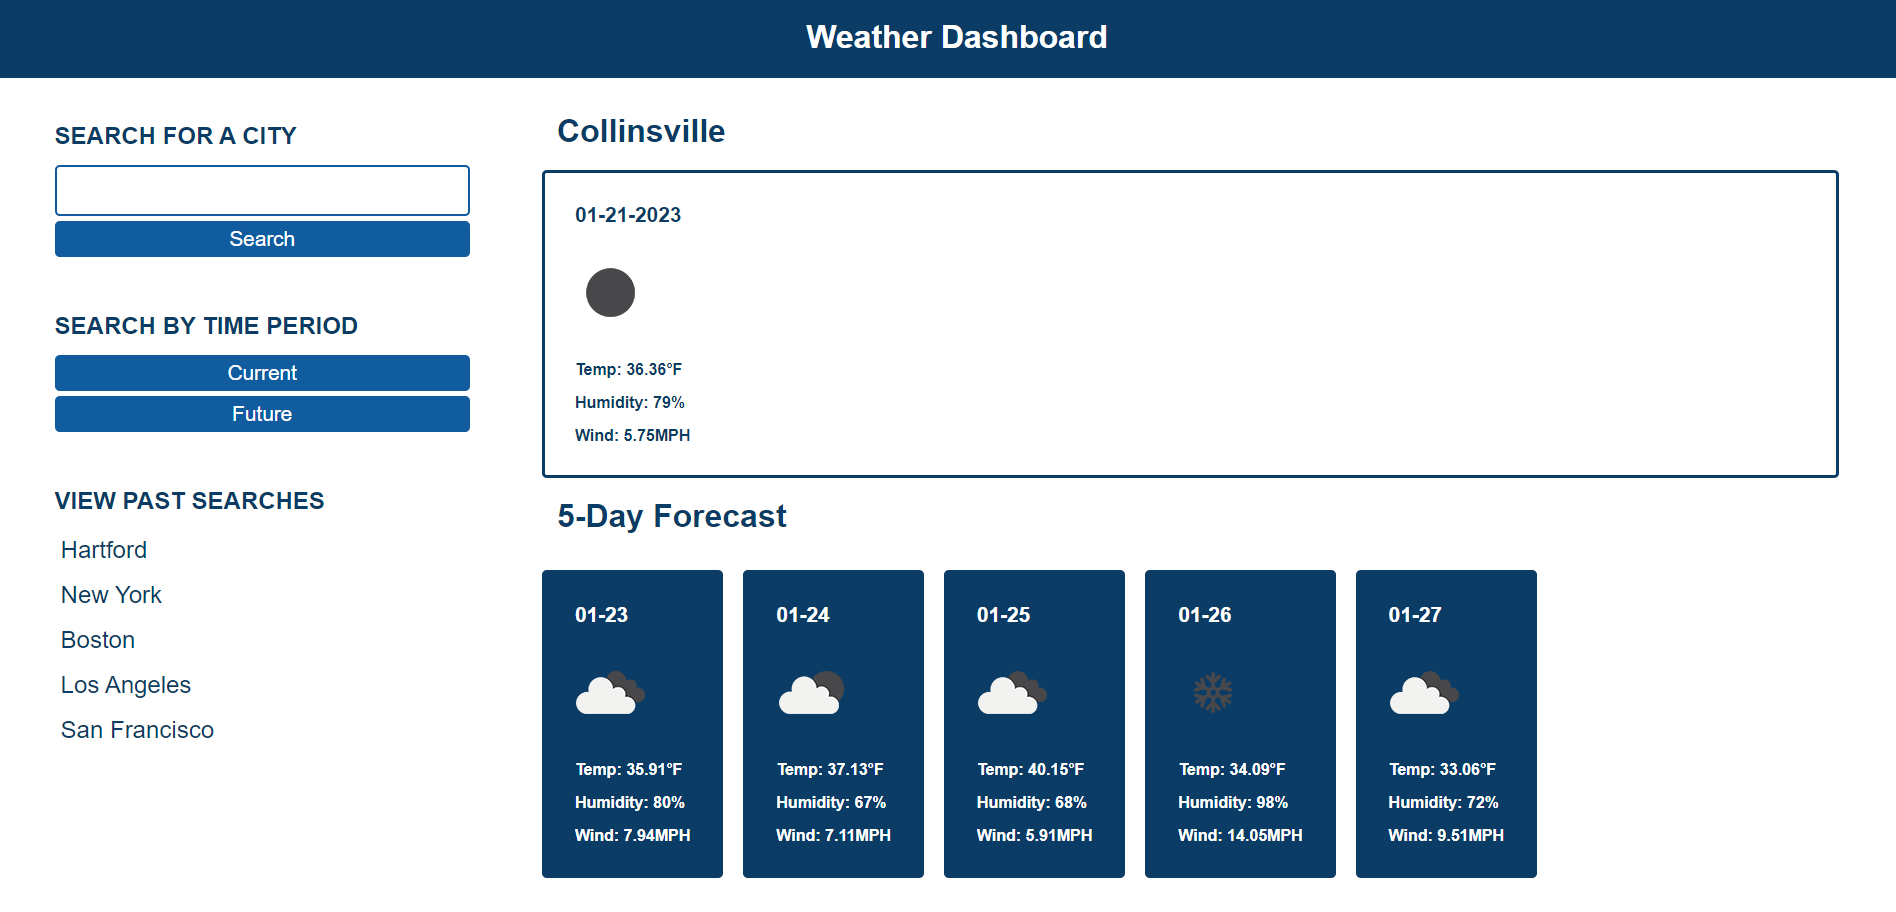 Weather Dashboard
SEARCH FOR A CITY
Search
SEARCH BY TIME PERIOD
Current
Future
VIEW PAST SEARCHES
Hartford
New York
Boston
Los Angeles
San Francisco
Collinsville
01-21-2023
Temp: 36.36°F
Humidity: 79%
Wind: 5.75MPH
5-Day Forecast
01-23
Temp: 35.91°F
Humidity: 80%
Wind: 7.94MPH
01-24
Temp: 37.13°F
Humidity: 67%
Wind: 7.11MPH
01-25
Temp: 40.15°F
Humidity: 68%
Wind: 5.91MPH
01-26
Temp: 34.09°F
Humidity: 98%
Wind: 14.05MPH
01-27
Temp: 33.06°F
Humidity: 72%
Wind: 9.51MPH